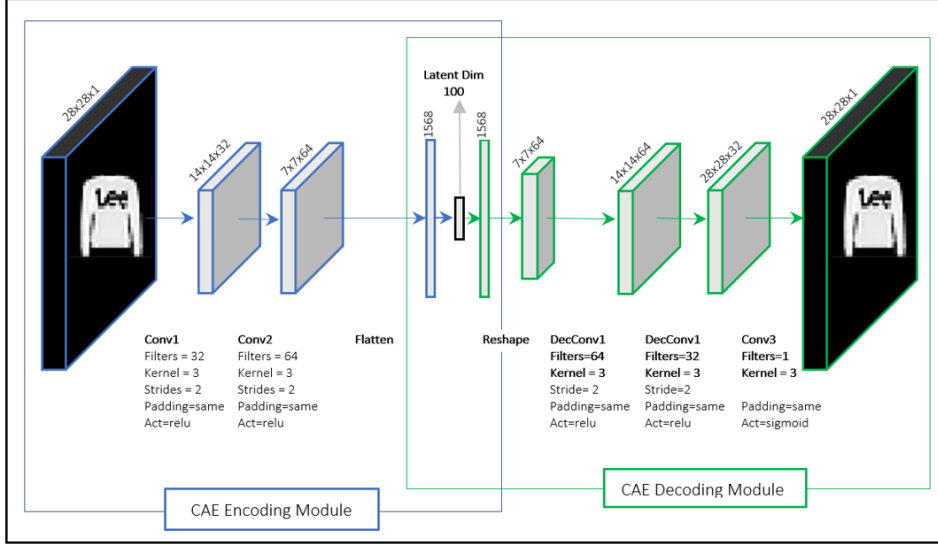 Latent Dim
100
28x28x1
14x14x32
7x7x64
1568
1568
7x7x64
14x14x64
28x28x32
28x28x1
Lee
Lee
Conv1
Filters = 32
Kernel = 3
Strides = 2
Padding=same
Act=relu
Conv2
Filters = 64
Kernel = 3
Strides = 2
Padding=same
Act=relu
Flatten
Reshape
DecConv1
Filters=64
Kernel = 3
Stride= 2
Padding=same
Act=relu
DecConv1
Filters=32
Kernel = 3
Stride=2
Padding=same
Act=relu
Conv3
Filters=1
Kernel = 3
Padding=same
Act=sigmoid
CAE Encoding Module
CAE Decoding Module